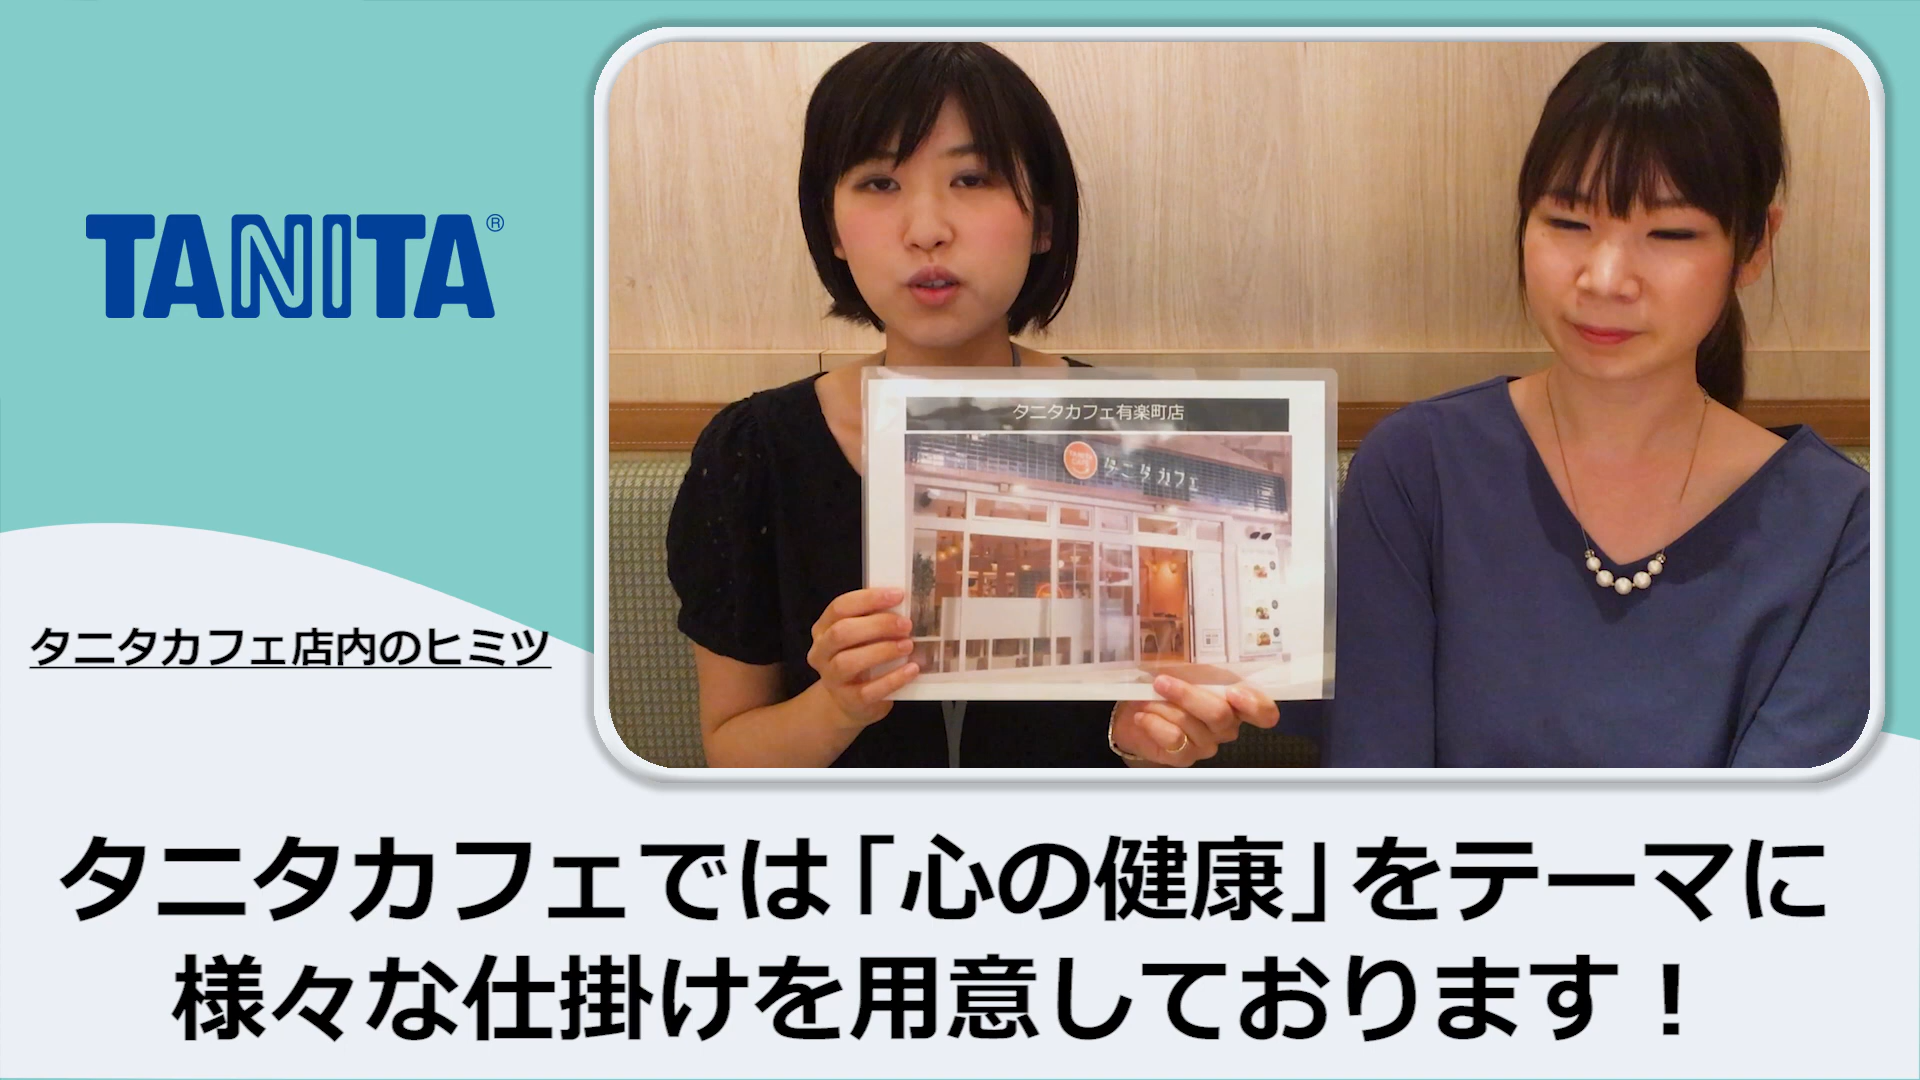 TANITA®
タニタカフェ有楽町店
TANITA CAFE
タニタカフェ
タニタカフェ店内のヒミツ
タニタカフェでは「心の健康」をテーマに
様々な仕掛けを用意しております！